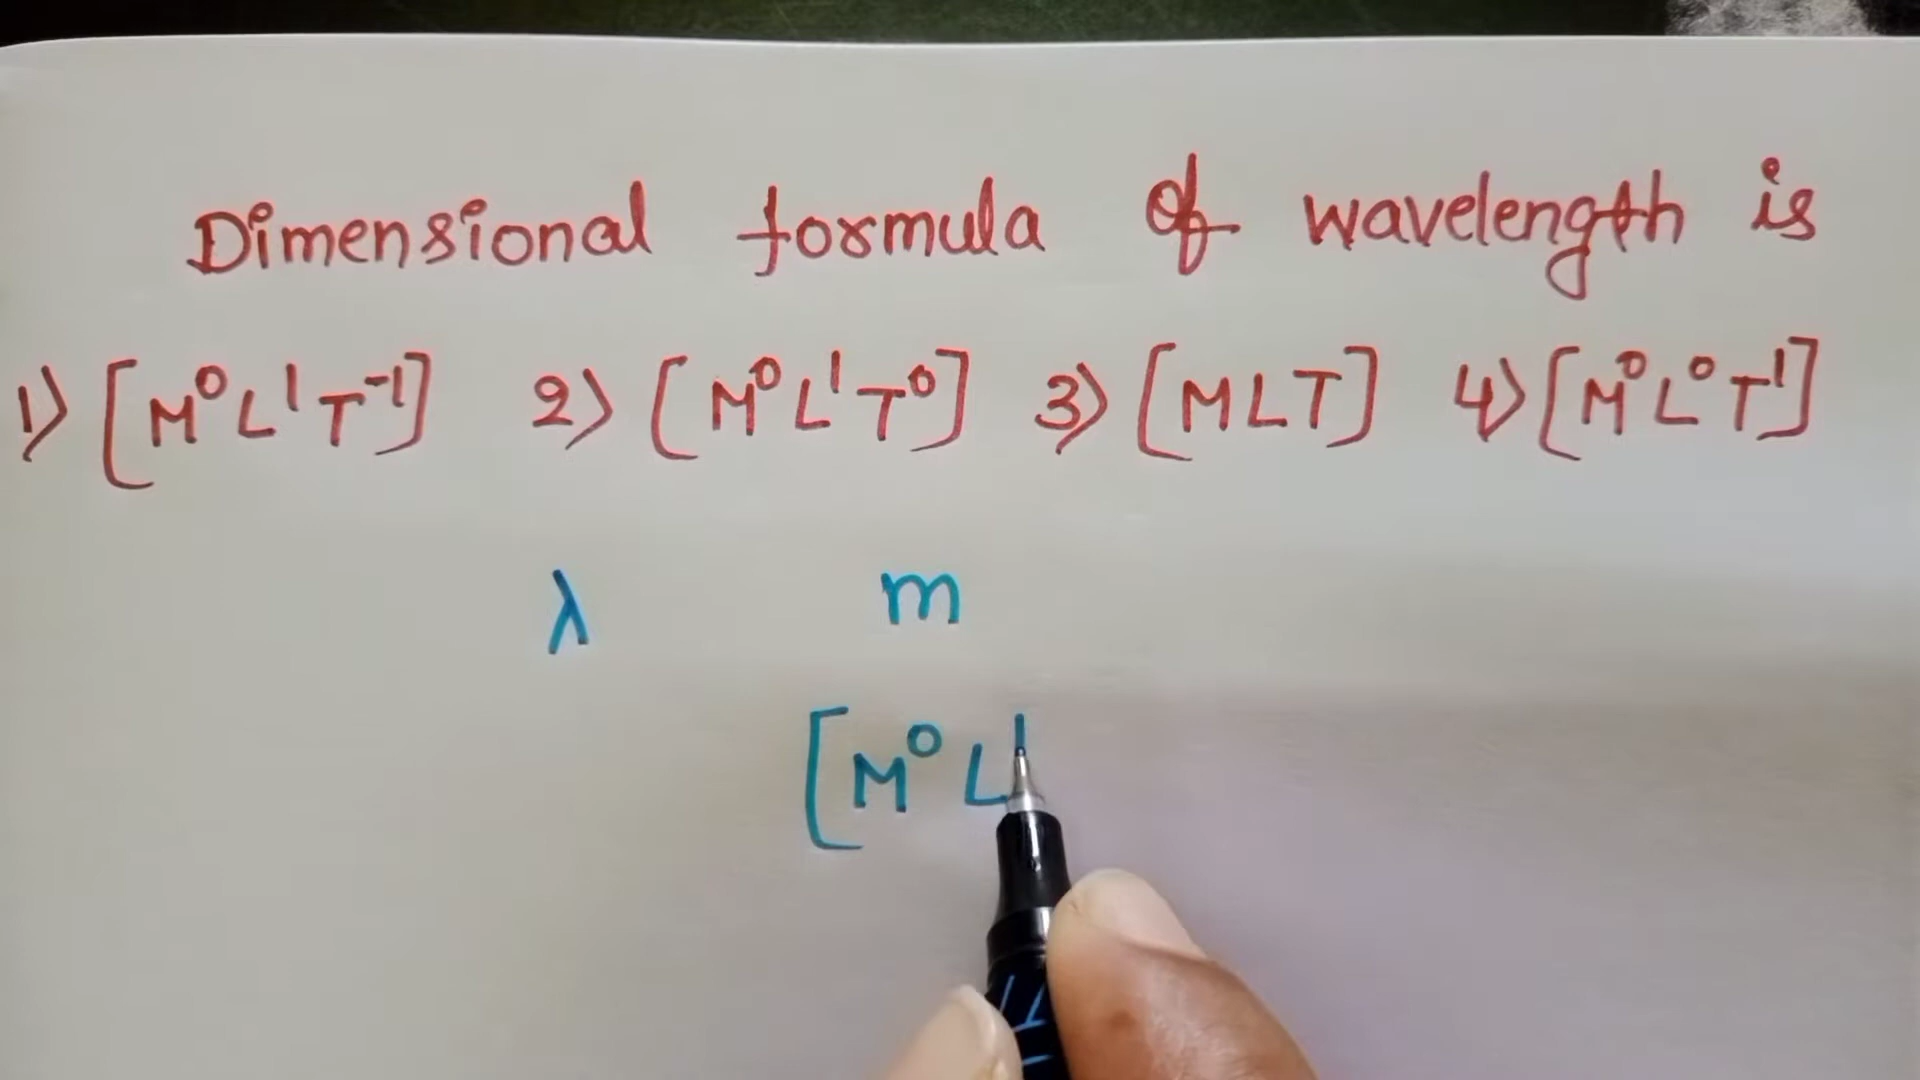 Dimensional formula of wavelength is
1) [M⁰L¹T⁻¹] 2) [M⁰L¹T⁰] 3) [MLT] 4) [M⁰L⁰T¹]
λ m
[M⁰L¹